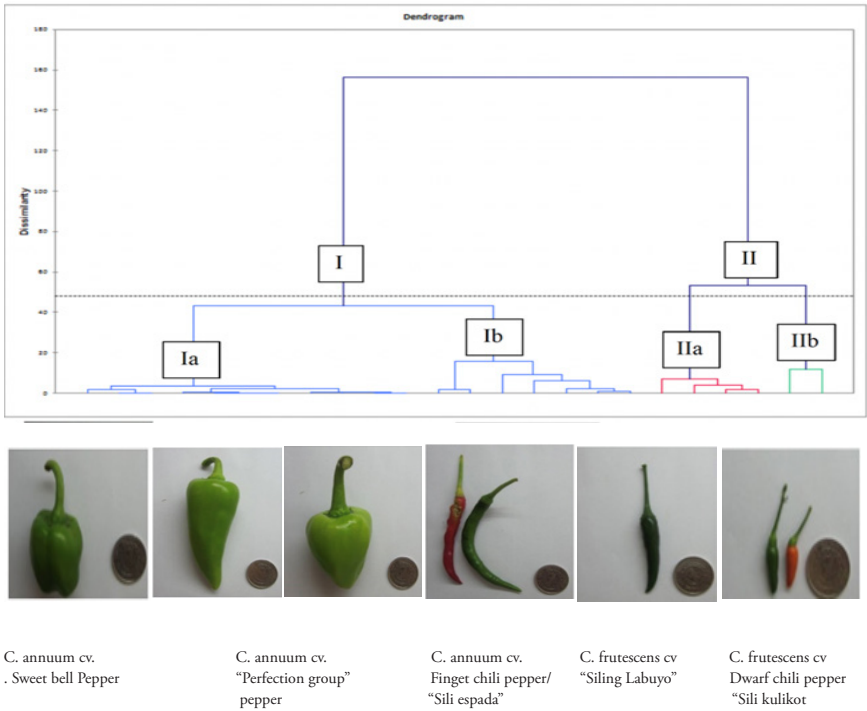 Dendrogram
180
160
140
120
100
80
60
40
20
0
Dissimilarity
I
II
Ia
Ib
IIa
IIb
C. annuum cv.
. Sweet bell Pepper
C. annuum cv.
“Perfection group”
pepper
C. annuum cv.
Finget chili pepper/
“Sili espada”
C. frutescens cv
“Siling Labuyo”
C. frutescens cv
Dwarf chili pepper
“Sili kulikot